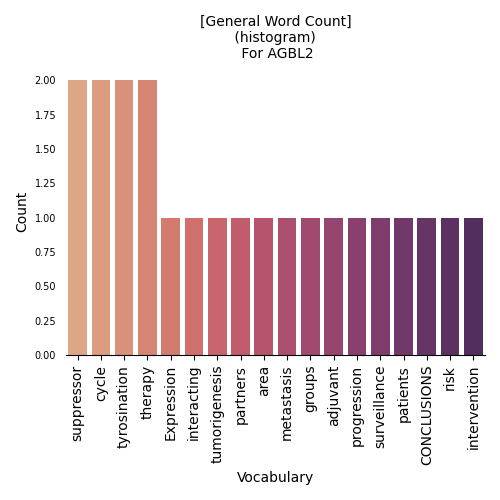 [General Word Count]
(histogram)
For AGBL2
2.00
1.75
1.50
1.25
1.00
0.75
0.50
0.25
0.00
Count
suppressor
cycle
tyrosination
therapy
Expression
interacting
tumorigenesis
partners
area
metastasis
groups
adjuvant
progression
surveillance
patients
CONCLUSIONS
risk
intervention
Vocabulary